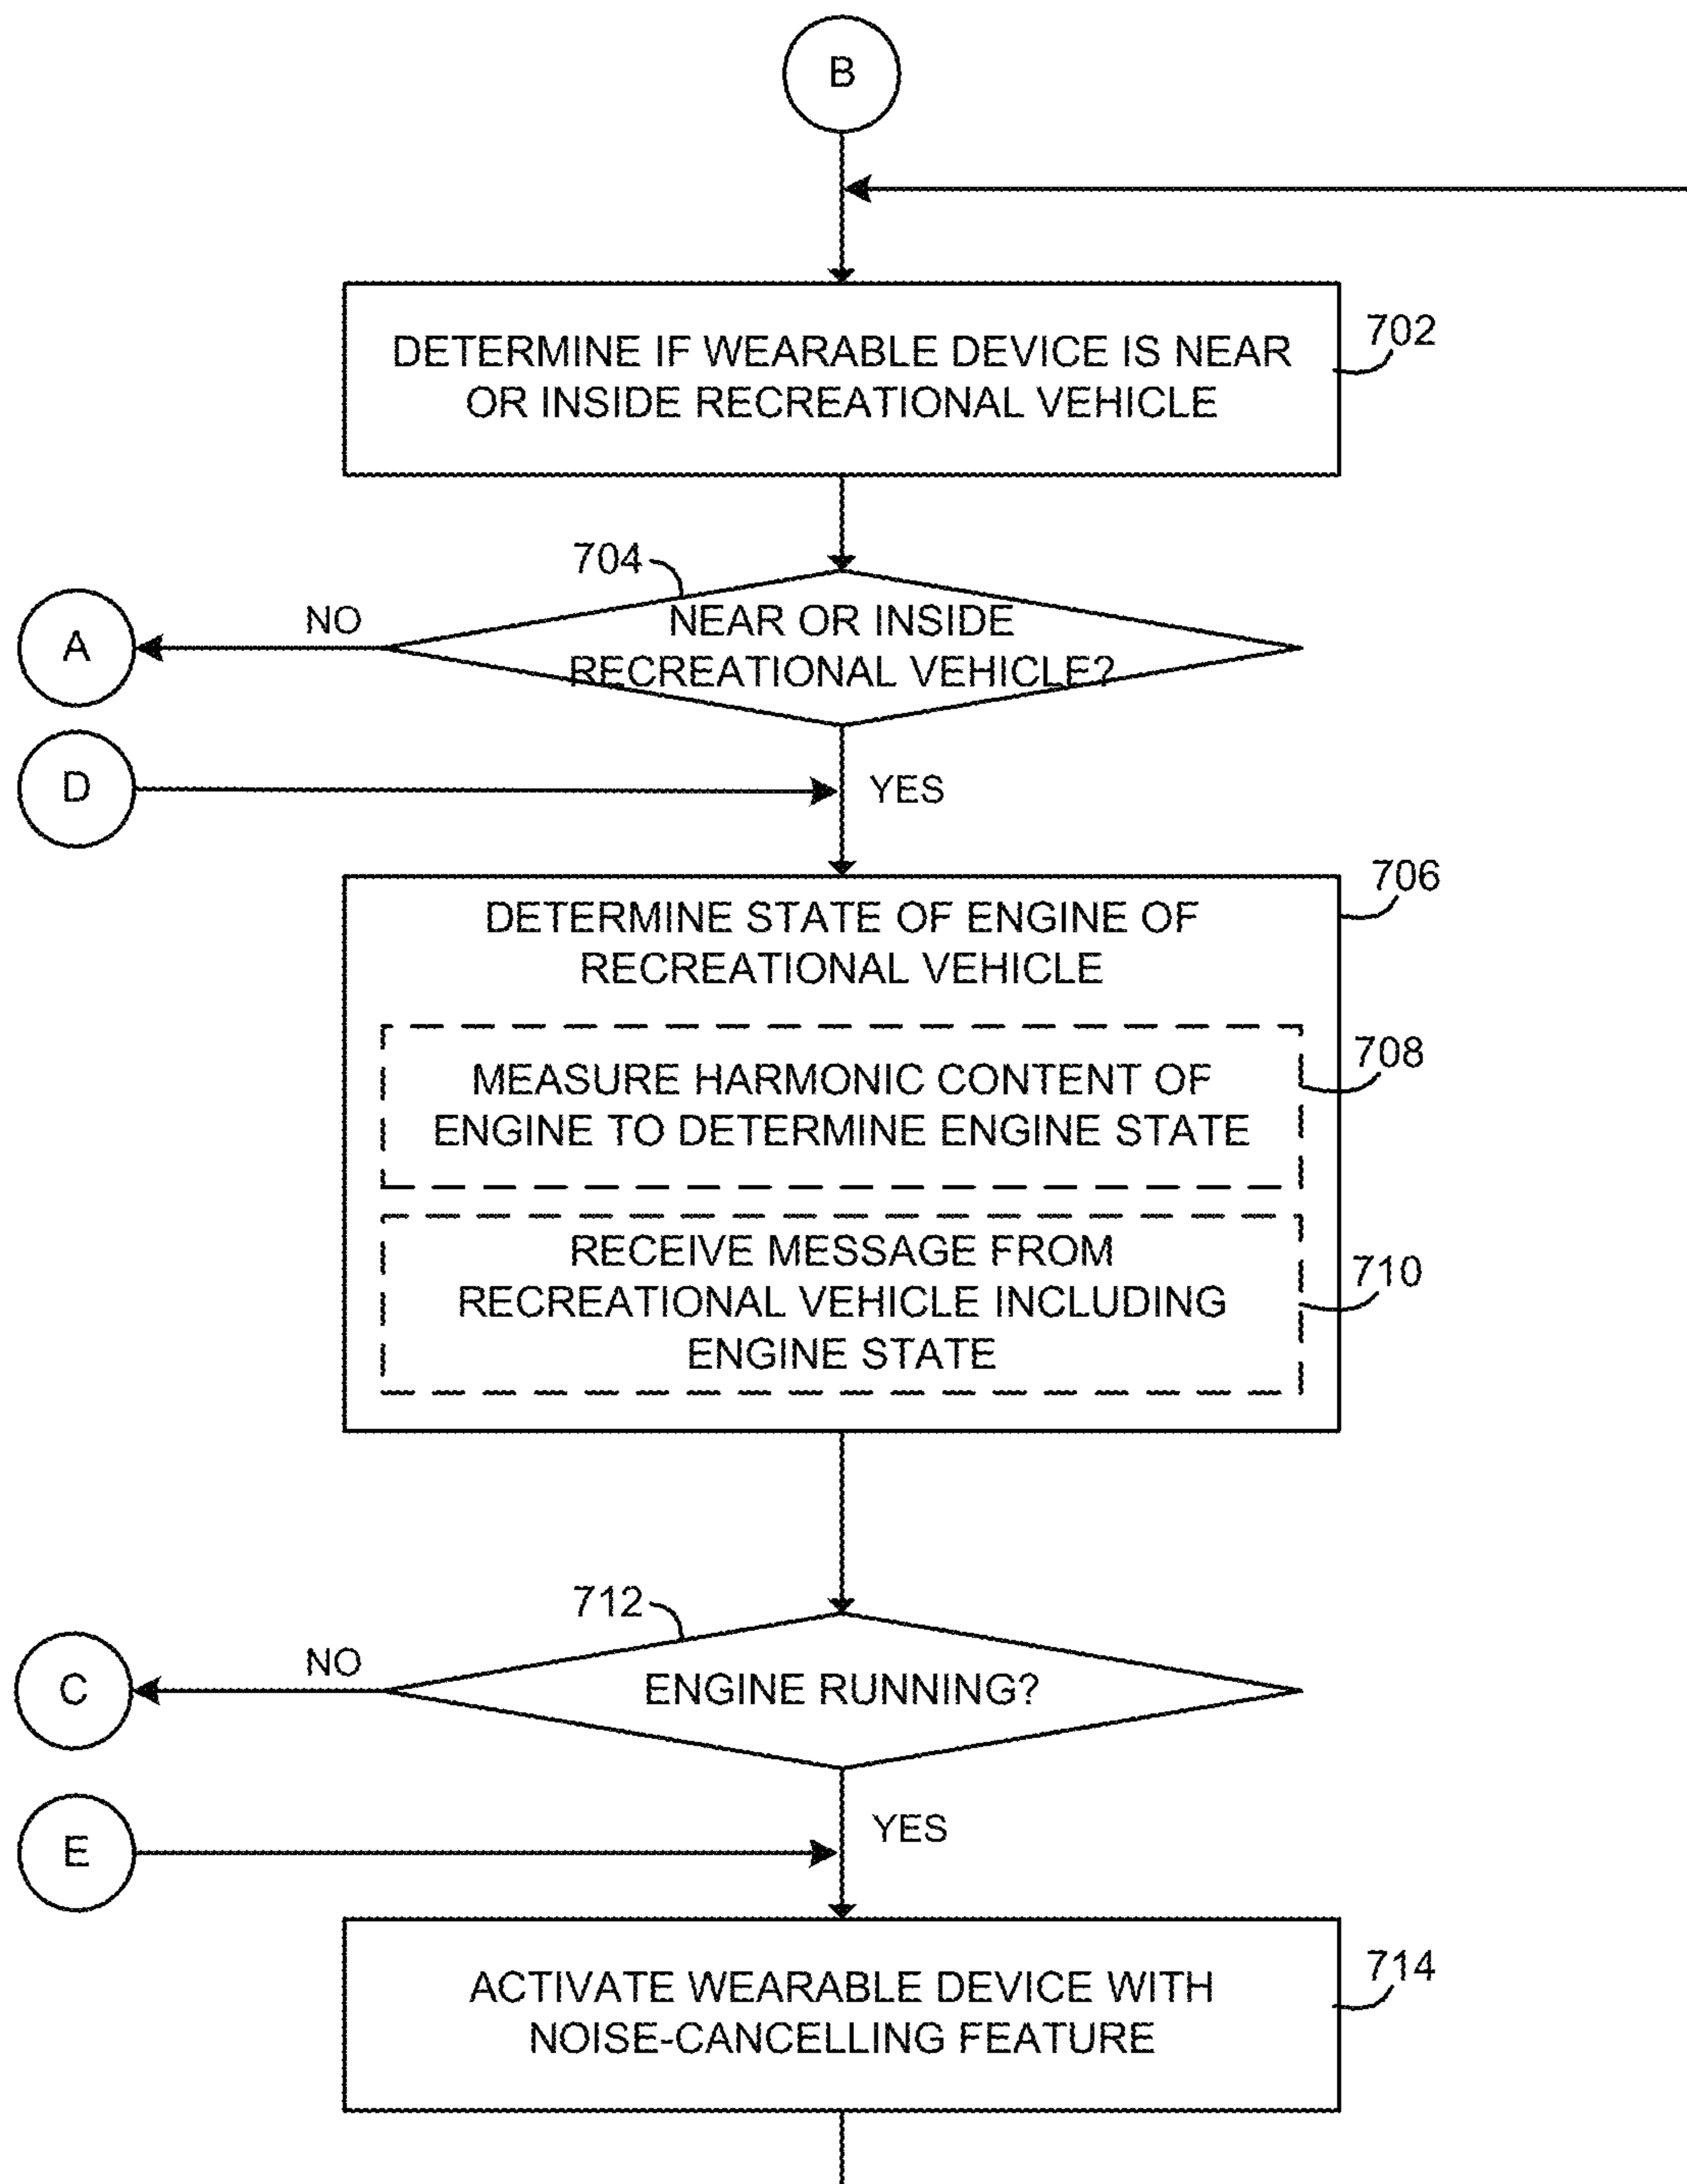 B
DETERMINE IF WEARABLE DEVICE IS NEAR
OR INSIDE RECREATIONAL VEHICLE
702
704
NO
NEAR OR INSIDE
RECREATIONAL VEHICLE?
A
D
YES
706
DETERMINE STATE OF ENGINE OF
RECREATIONAL VEHICLE
708
MEASURE HARMONIC CONTENT OF
ENGINE TO DETERMINE ENGINE STATE
RECEIVE MESSAGE FROM
RECREATIONAL VEHICLE INCLUDING
ENGINE STATE
710
712
NO
C
ENGINE RUNNING?
YES
E
714
ACTIVATE WEARABLE DEVICE WITH
NOISE-CANCELLING FEATURE